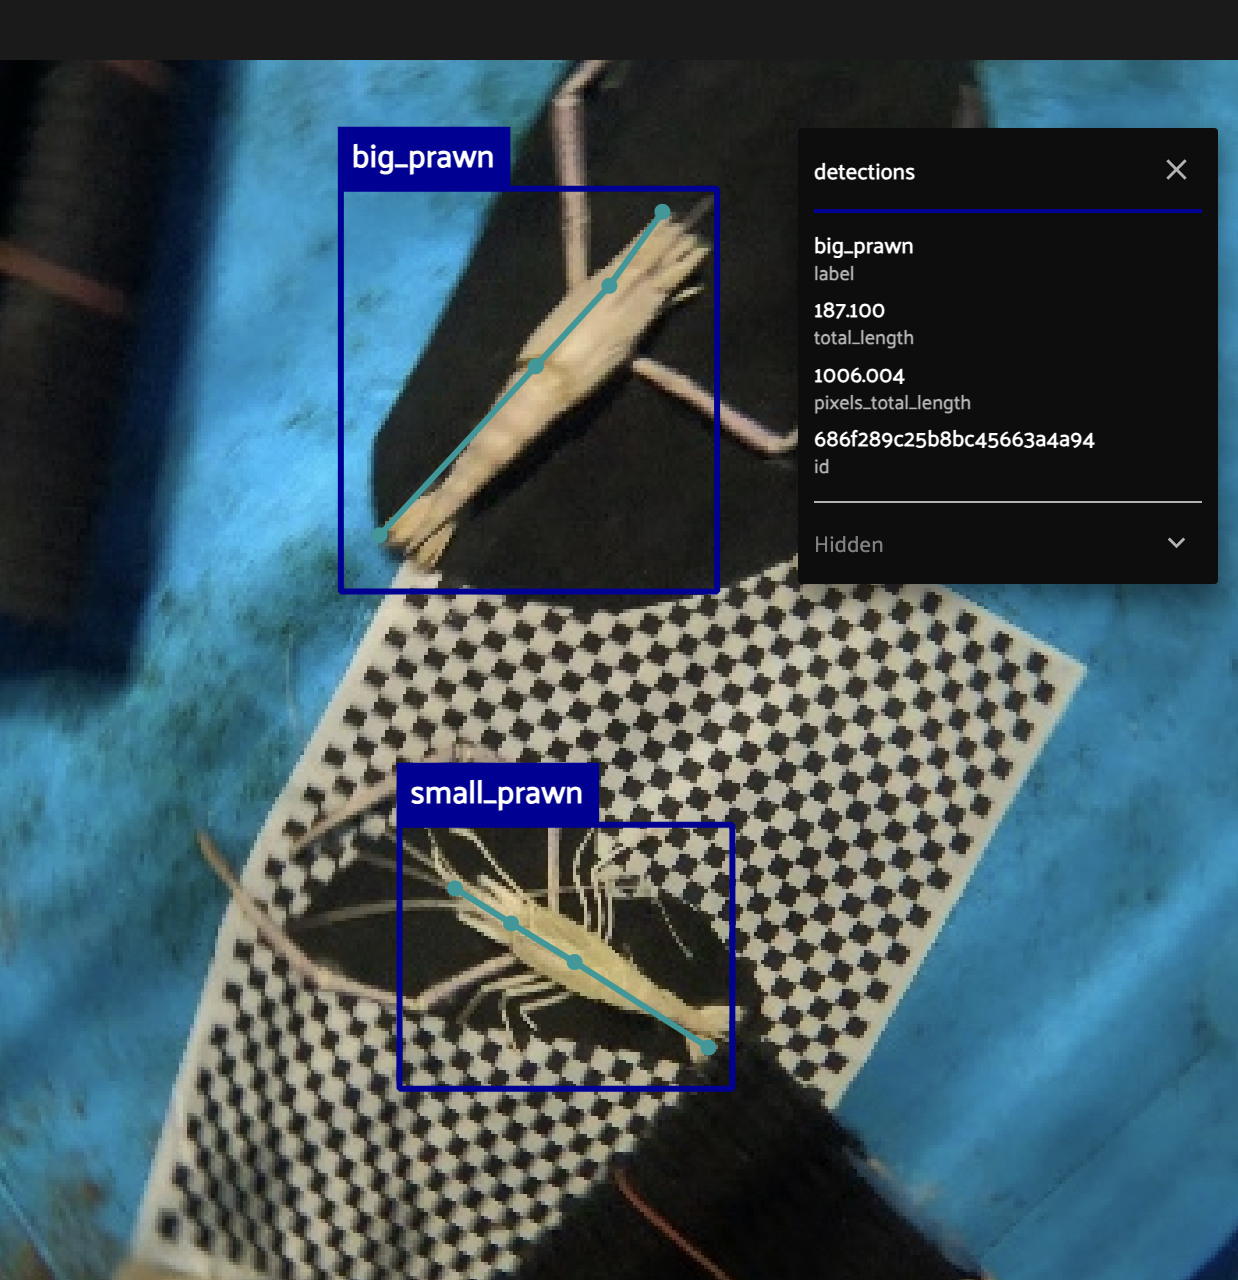 big_prawn
detections
big_prawn
label
187.100
total_length
1006.004
pixels_total_length
686f289c25b8bc45663a4a94
id
Hidden
small_prawn